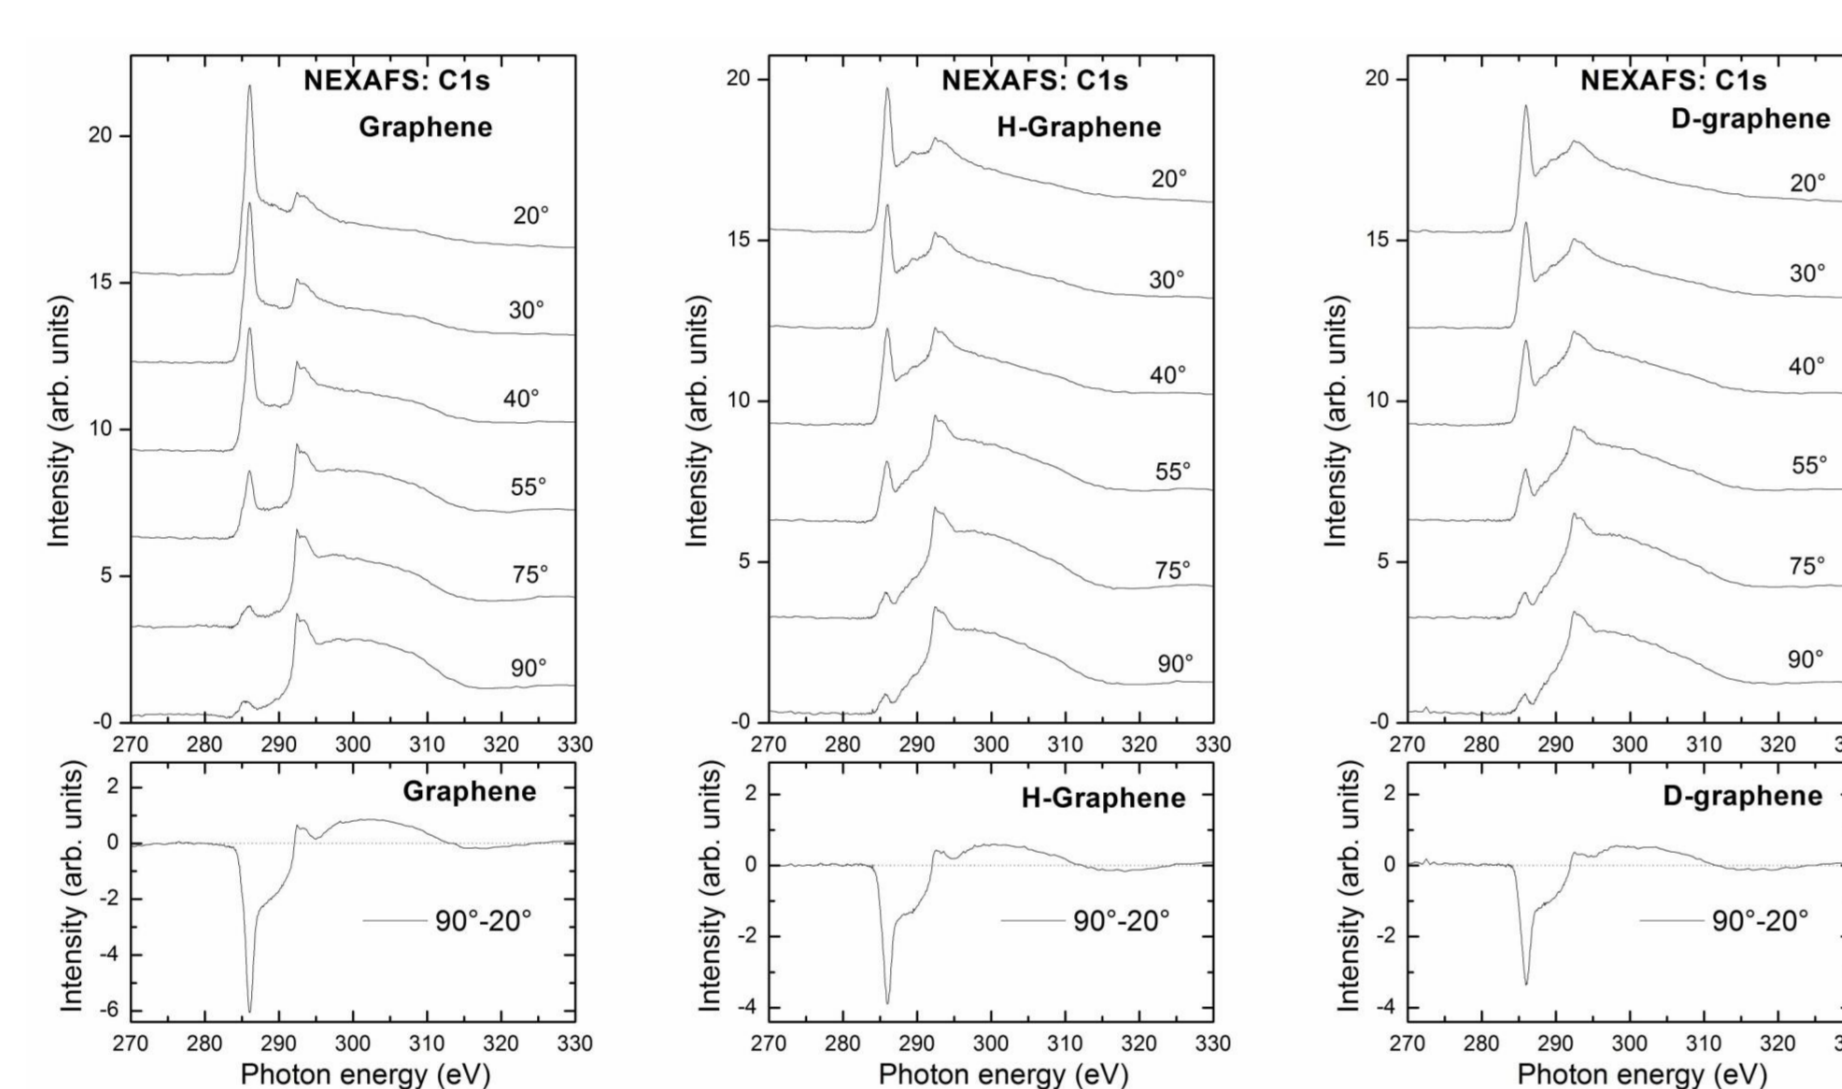 NEXAFS: C1s
Graphene
20°
30°
40°
55°
75°
90°
20
15
10
5
-0
Intensity (arb. units)
270 280 290 300 310 320 330
Graphene
90°-20°
2
0
-2
-4
-6
Intensity (arb. units)
270 280 290 300 310 320 330
Photon energy (eV)
NEXAFS: C1s
H-Graphene
20°
30°
40°
55°
75°
90°
20
15
10
5
-0
Intensity (arb. units)
270 280 290 300 310 320 330
H-Graphene
90°-20°
2
0
-2
-4
Intensity (arb. units)
270 280 290 300 310 320 330
Photon energy (eV)
NEXAFS: C1s
D-graphene
20°
30°
40°
55°
75°
90°
20
15
10
5
-0
Intensity (arb. units)
270 280 290 300 310 320
D-graphene
90°-20°
2
0
-2
-4
Intensity (arb. units)
270 280 290 300 310 320
Photon energy (eV)